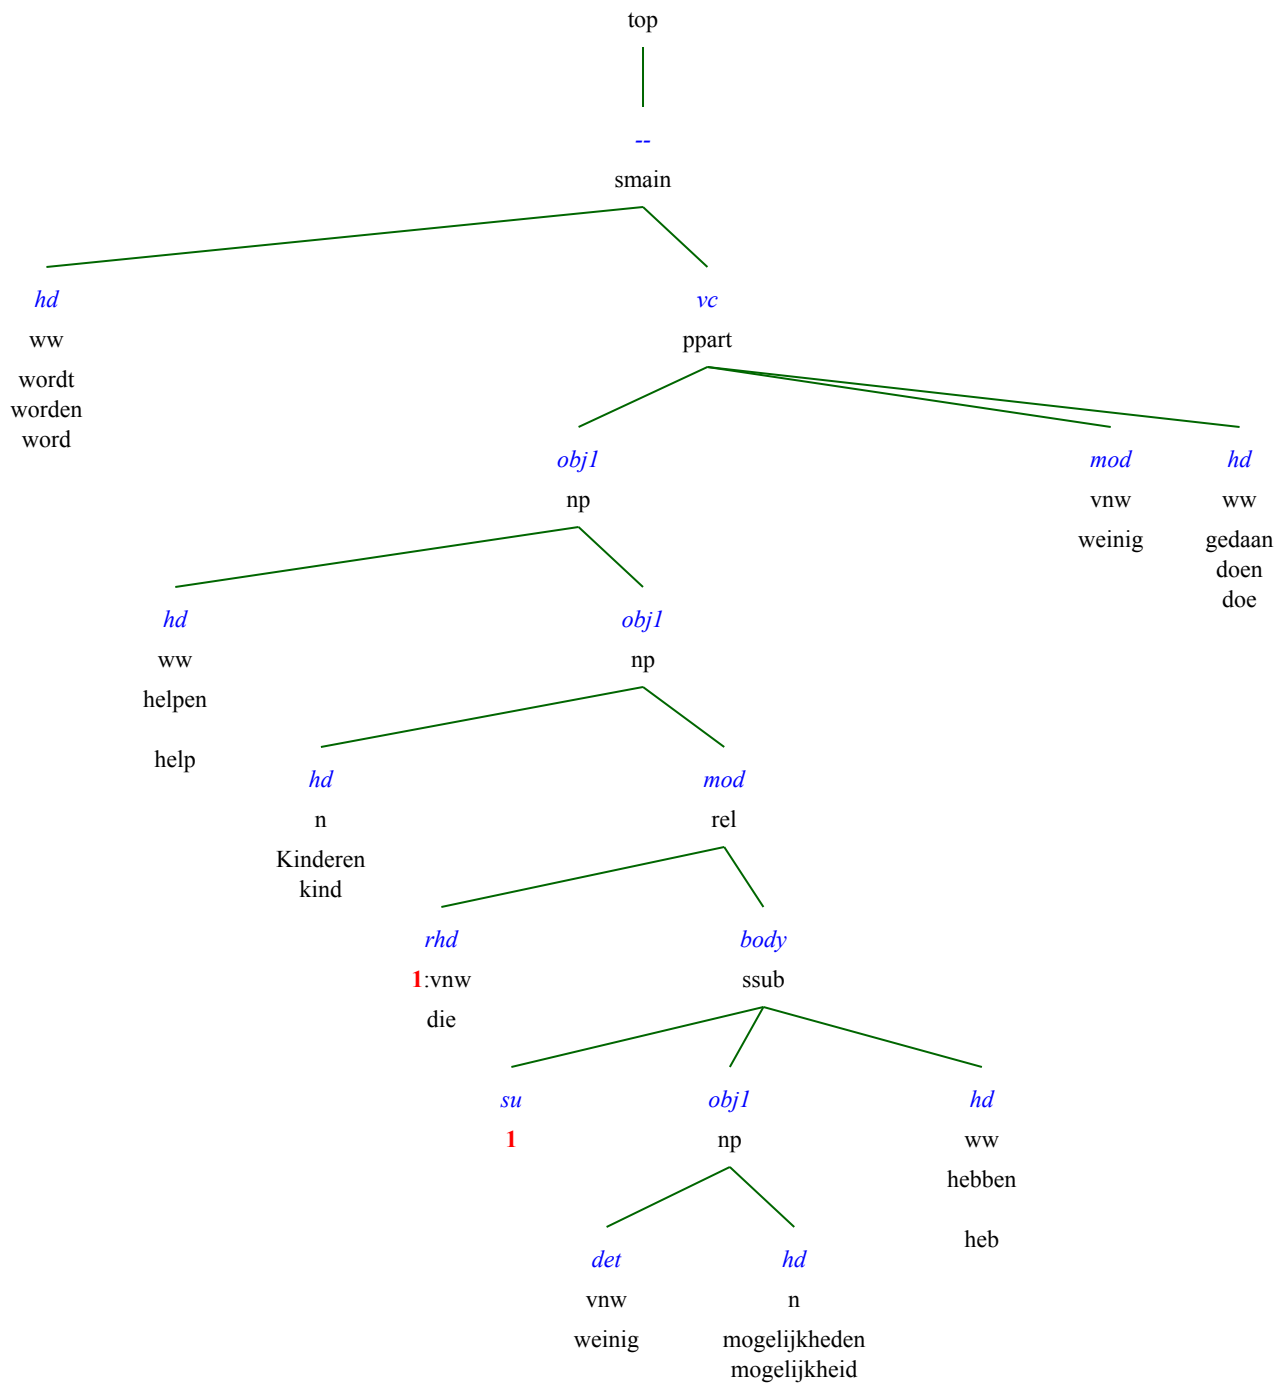 top
--
smain
hd vc
ww ppart
wordt
worden
word
obj1 mod hd
np vnw ww
weinig gedaan
doen
doe
hd obj1
ww np
helpen
help
hd mod
n rel
Kinderen
kind
rhd body
1:vnw ssub
die
su obj1 hd
1 np ww
hebben
heb
det hd
vnw n
weinig mogelijkheden
mogelijkheid